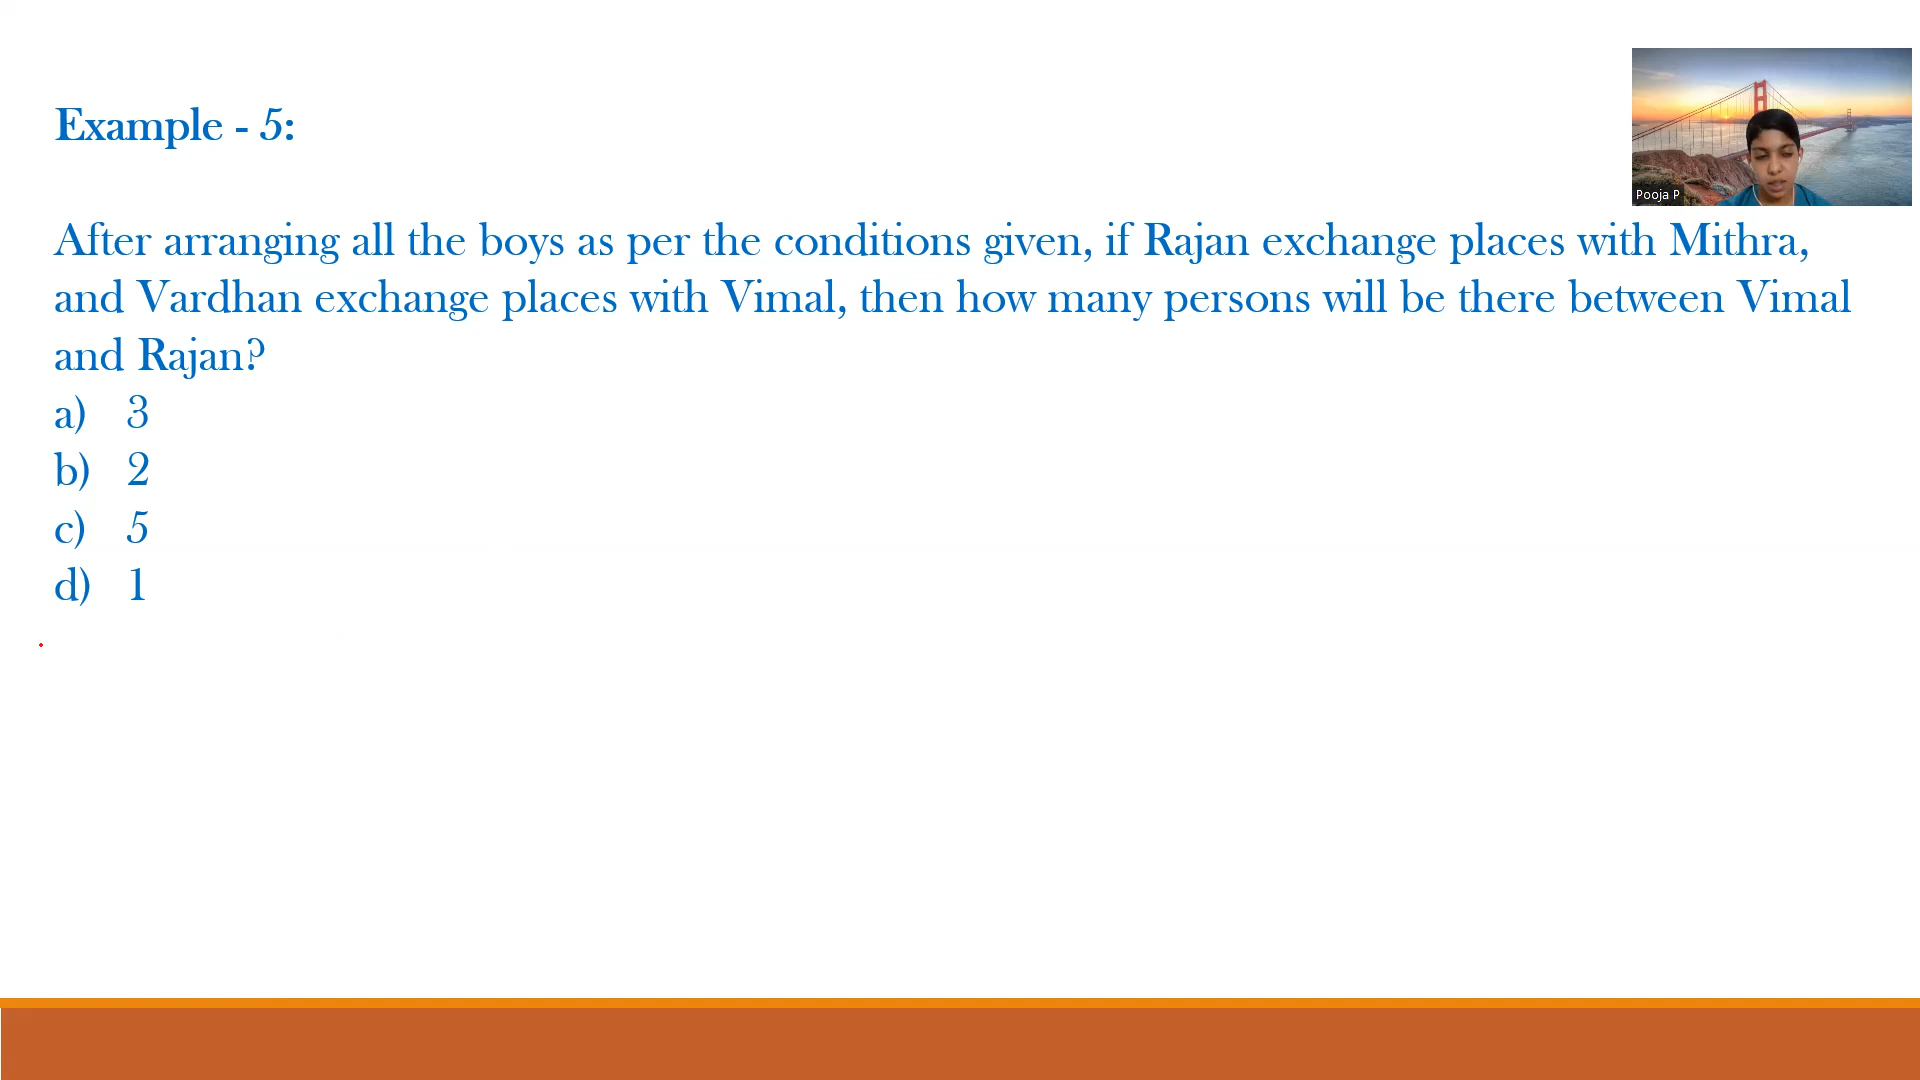 Example - 5:
Pooja P
After arranging all the boys as per the conditions given, if Rajan exchange places with Mithra,
and Vardhan exchange places with Vimal, then how many persons will be there between Vimal
and Rajan?
a) 3
b) 2
c) 5
d) 1